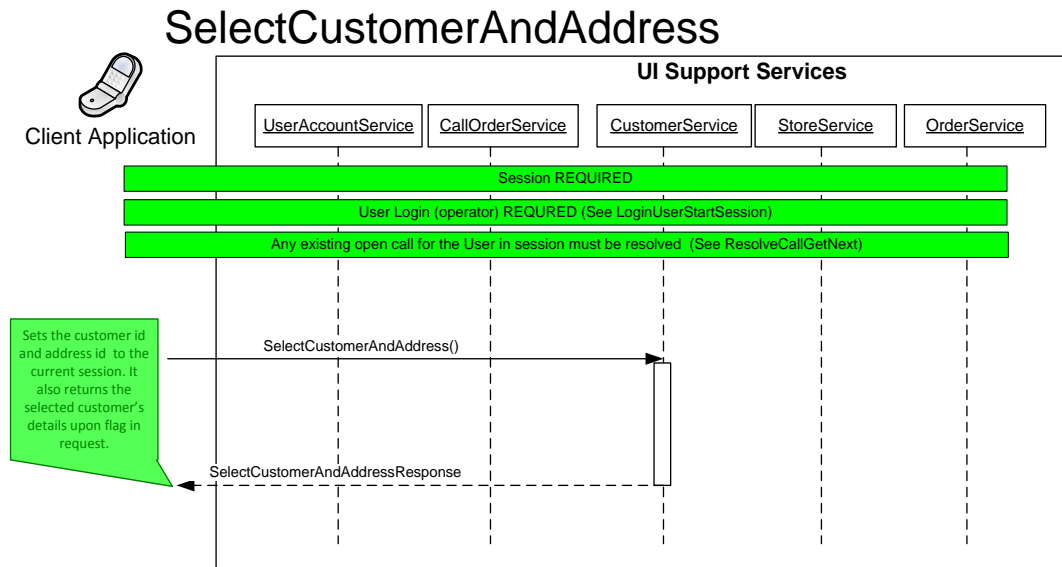 SelectCustomerAndAddress
UI Support Services
Client Application
UserAccountService
CallOrderService
CustomerService
StoreService
OrderService
Session REQUIRED
User Login (operator) REQURED (See LoginUserStartSession)
Any existing open call for the User in session must be resolved (See ResolveCallGetNext)
Sets the customer id
and address id to the
current session. It
also returns the
selected customer's
details upon flag in
request.
SelectCustomerAndAddress()
SelectCustomerAndAddressResponse